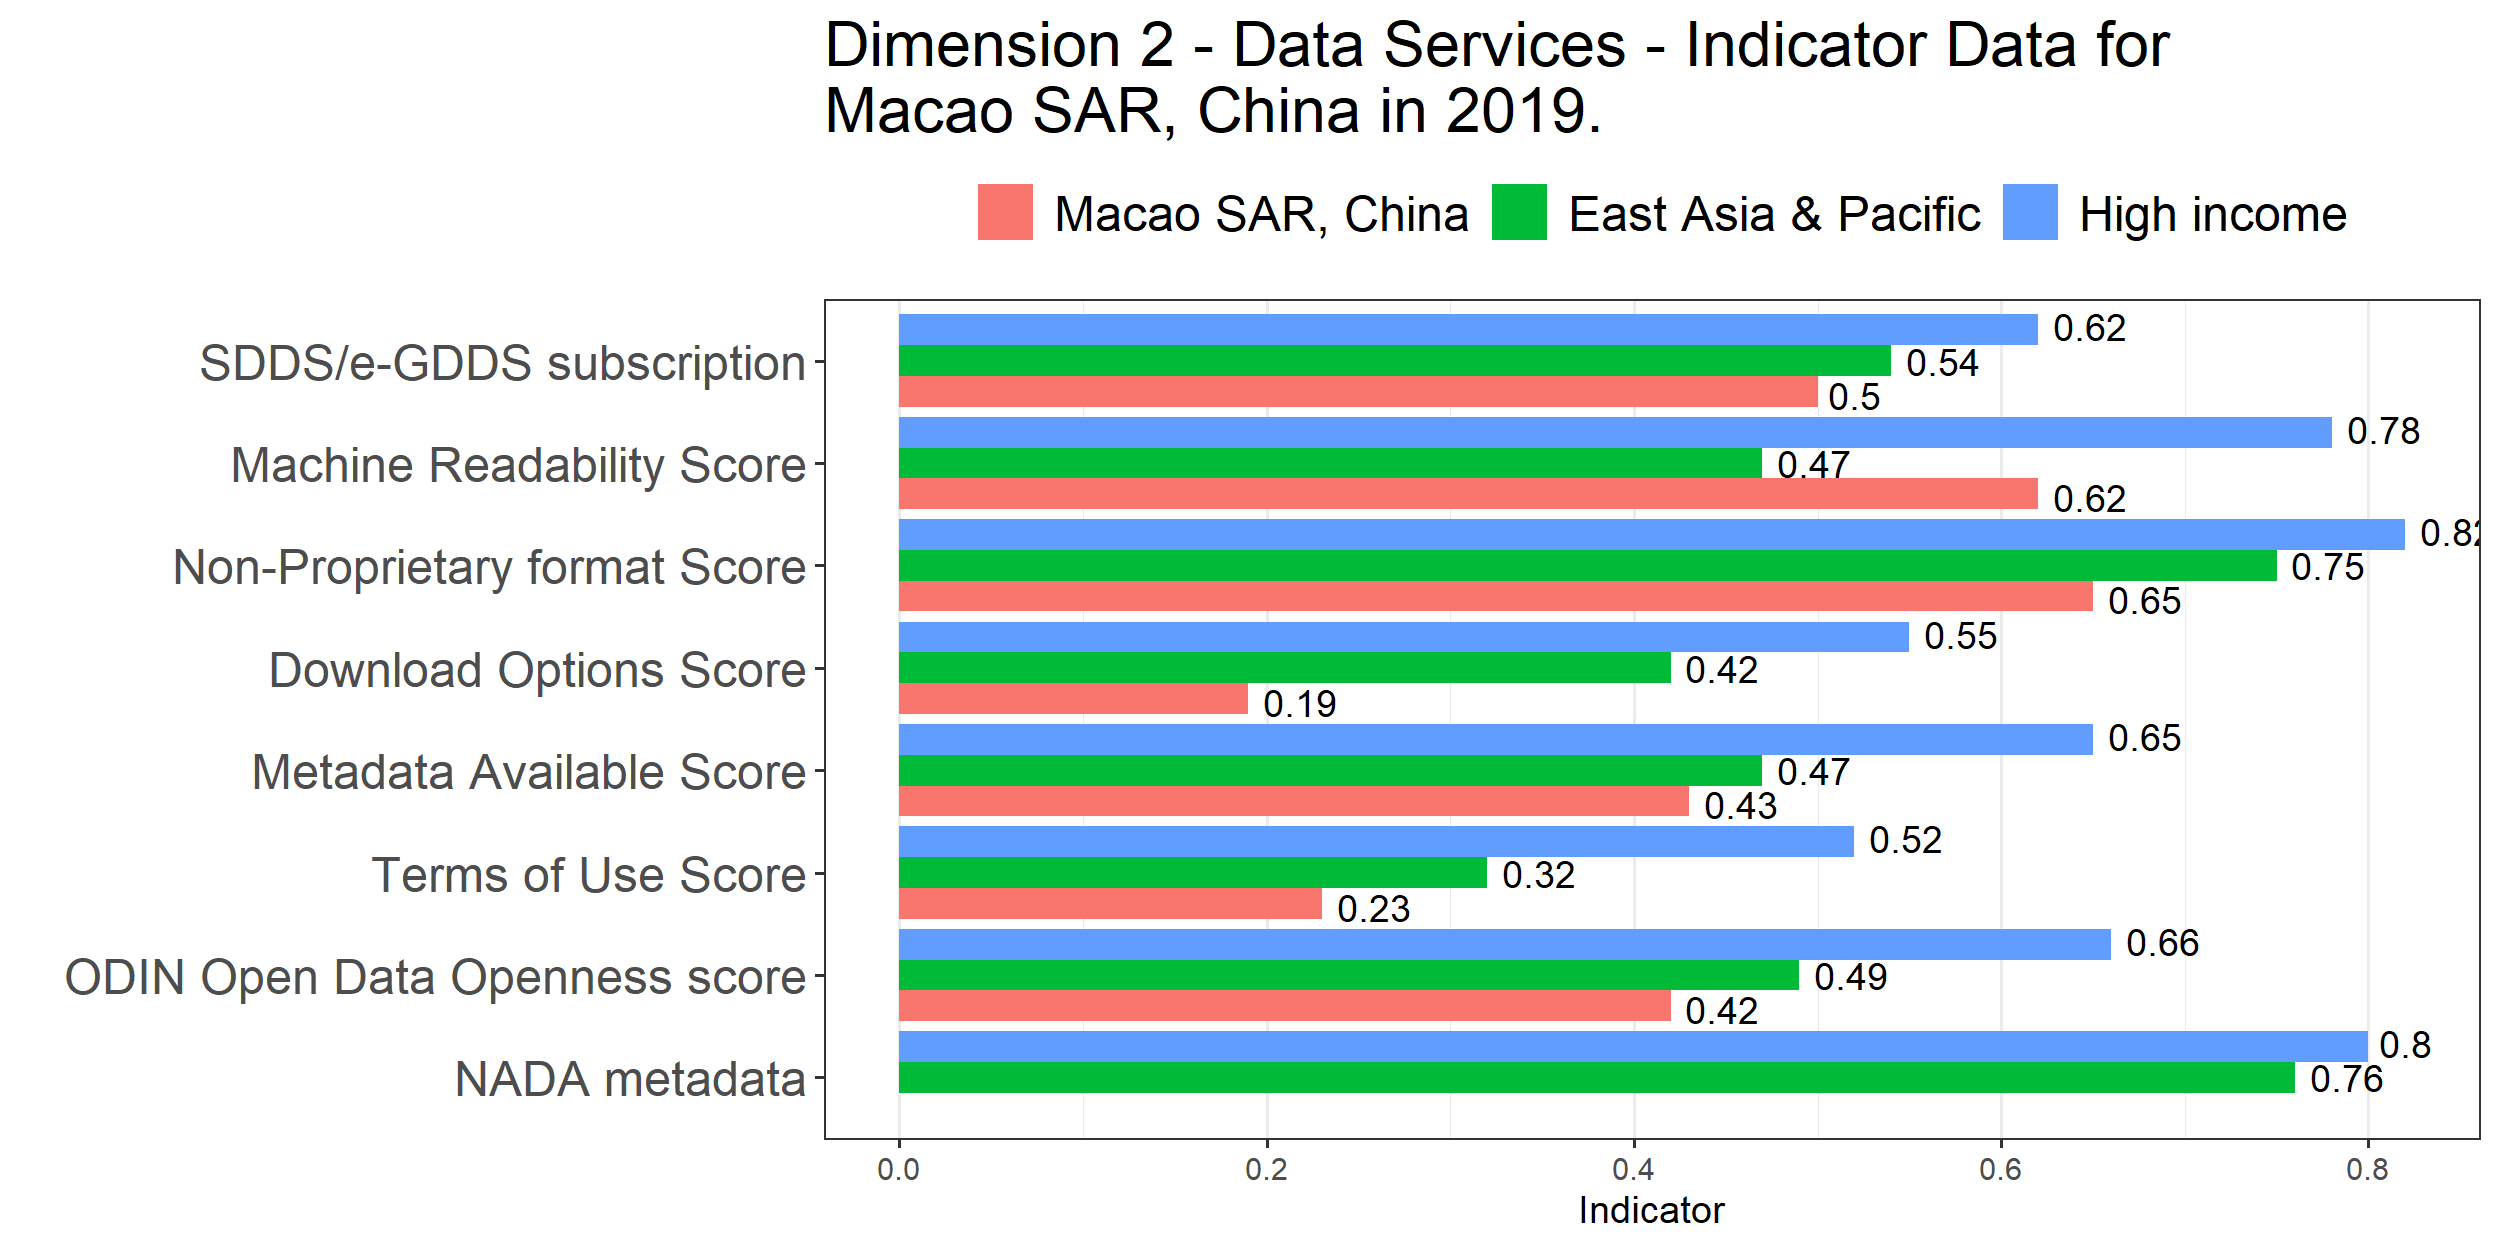 Dimension 2 - Data Services - Indicator Data for
Macao SAR, China in 2019.
Macao SAR, China East Asia & Pacific High income
SDDS/e-GDDS subscription
0.62
0.54
0.5
Machine Readability Score
0.78
0.47
0.62
Non-Proprietary format Score
0.82
0.75
0.65
Download Options Score
0.55
0.42
0.19
Metadata Available Score
0.65
0.47
0.43
Terms of Use Score
0.52
0.32
0.23
ODIN Open Data Openness score
0.66
0.49
0.42
NADA metadata
0.8
0.76
0.0 0.2 0.4 0.6 0.8
Indicator